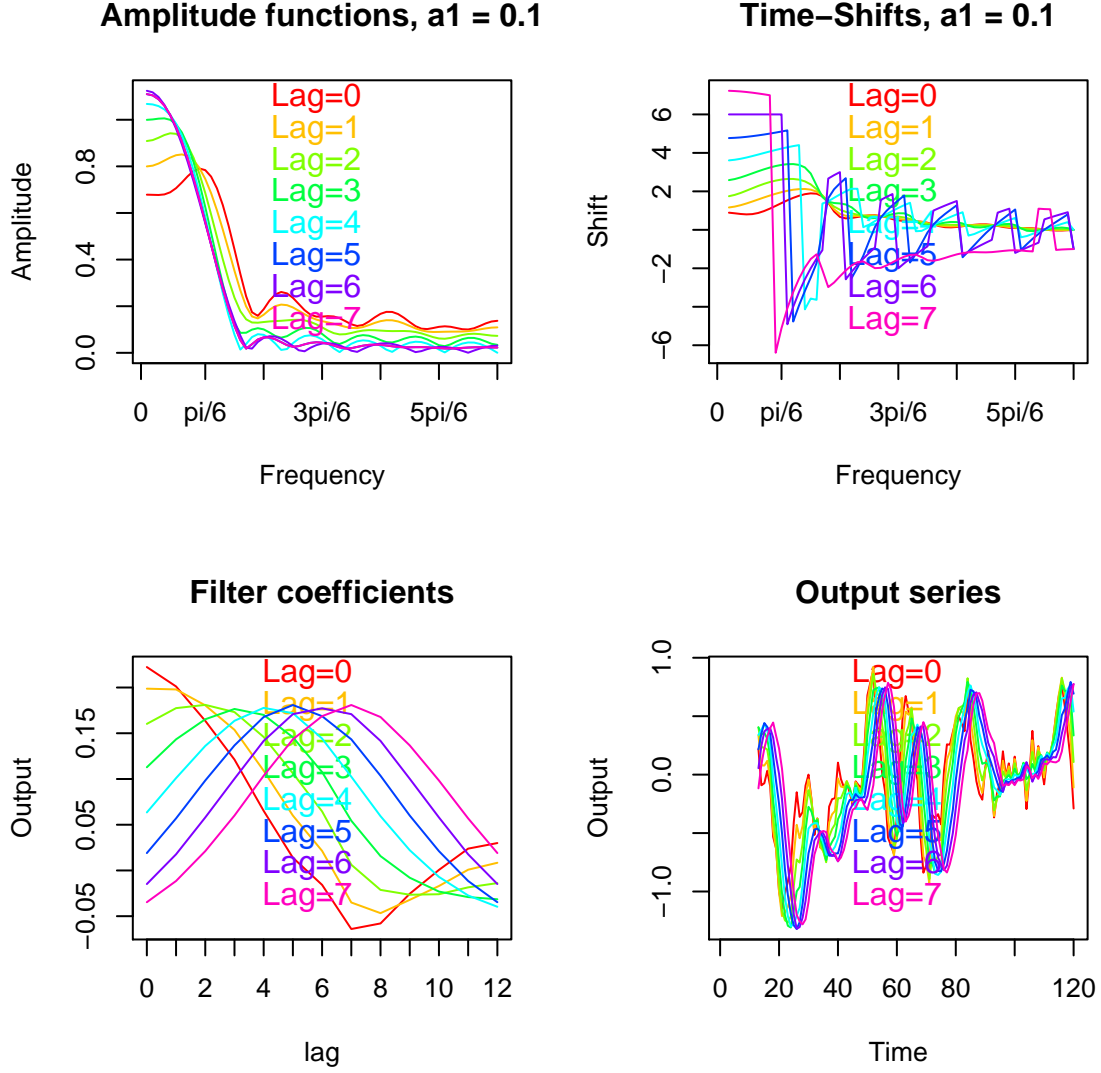 Amplitude functions, a1 = 0.1
Amplitude
0.0
0.4
0.8
Lag=0
Lag=1
Lag=2
Lag=3
Lag=4
Lag=5
Lag=6
Lag=7
0
pi/6
3pi/6
5pi/6
Frequency
Time−Shifts, a1 = 0.1
Shift
−6
−2
2
4
6
Lag=0
Lag=1
Lag=2
Lag=3
Lag=4
Lag=5
Lag=6
Lag=7
0
pi/6
3pi/6
5pi/6
Frequency
Filter coefficients
Output
−0.05
0.05
0.15
Lag=0
Lag=1
Lag=2
Lag=3
Lag=4
Lag=5
Lag=6
Lag=7
0
2
4
6
8
10
12
lag
Output series
Output
−1.0
0.0
1.0
Lag=0
Lag=1
Lag=2
Lag=3
Lag=4
Lag=5
Lag=6
Lag=7
0
20
40
60
80
120
Time